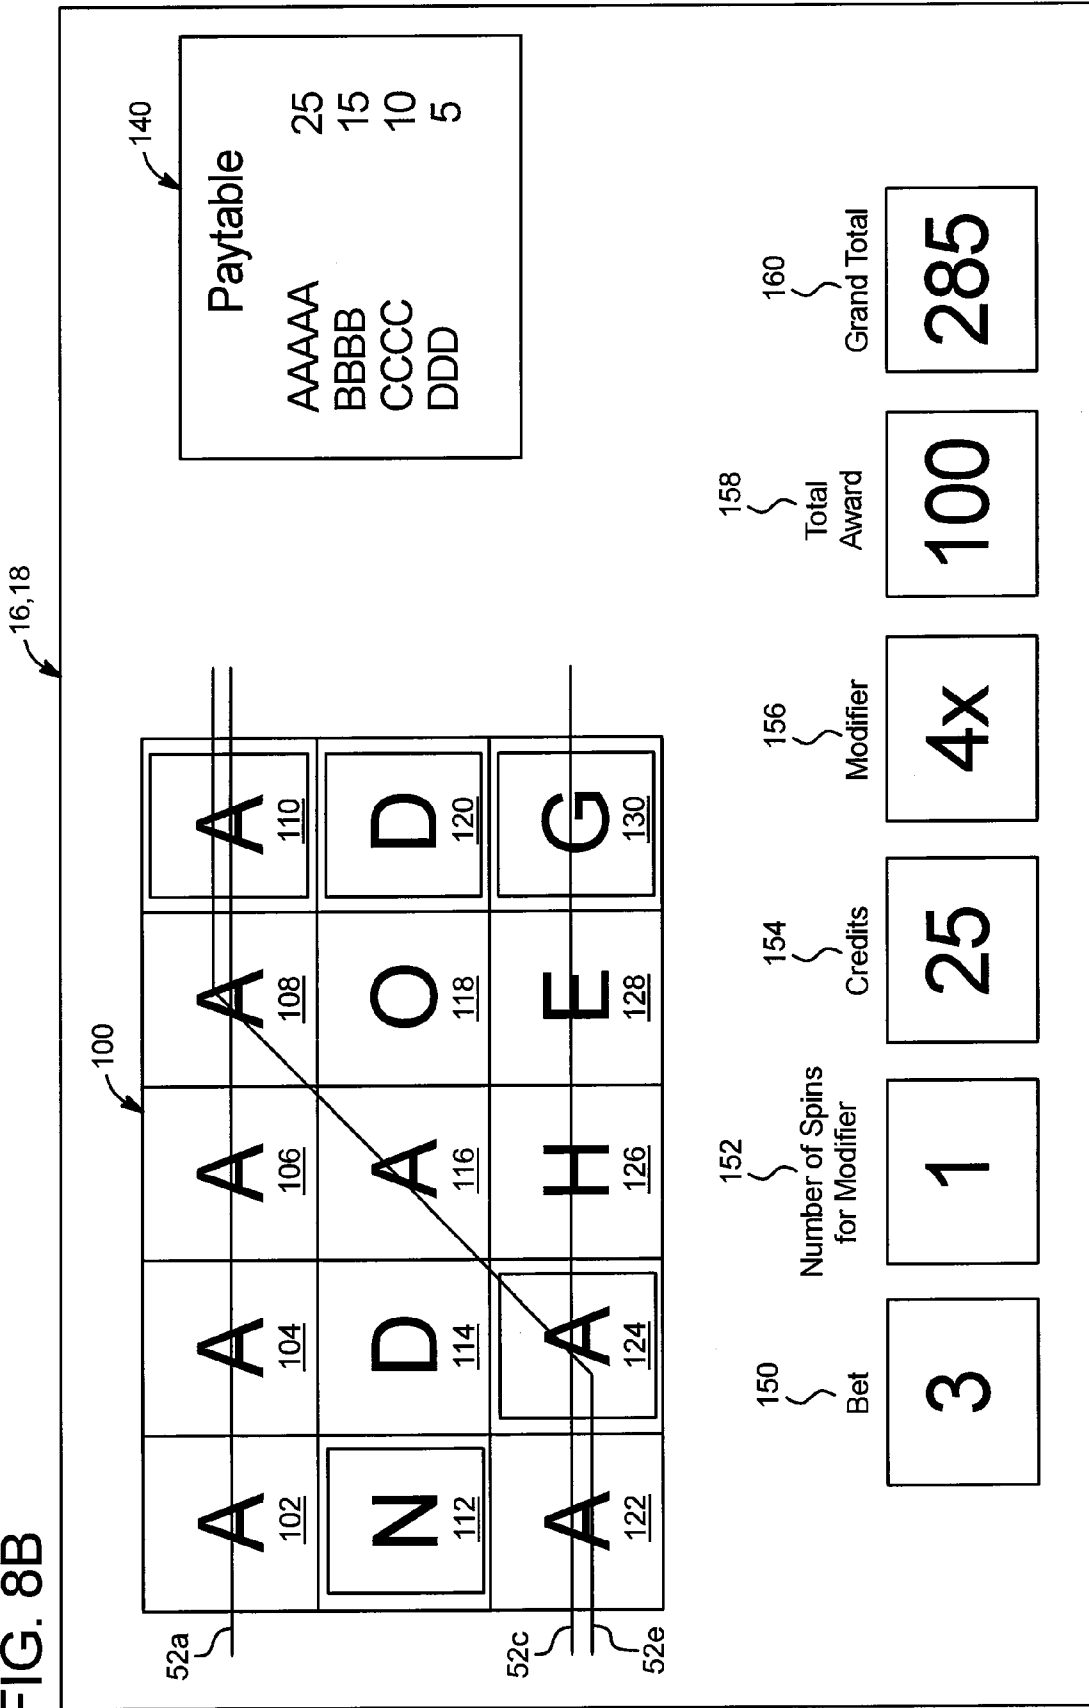 FIG. 8B
16,18
100
140
52a
A A A A A
102 104 106 108 110
N D A O D
112 114 116 118 120
52c
A A H E G
52e
122 124 126 128 130
Paytable
AAAAA 25
BBBB 15
CCCC 10
DDD 5
150 152 154 156 158 160
Bet
Number of Spins
for Modifier
Credits
Modifier
Total
Award
Grand Total
3 1 25 4x 100 285